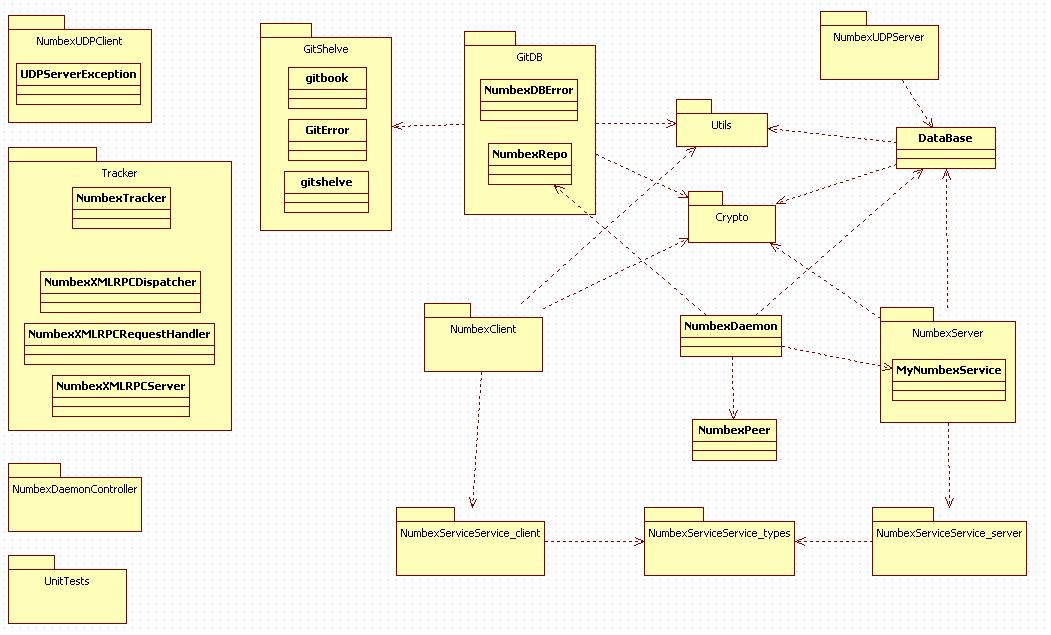 NumbexUDPClient
UDPServerException
GitShelve
gitbook
GitError
gitshelve
GitDB
NumbexDBError
NumbexRepo
NumbexUDPServer
Utils
DataBase
Crypto
Tracker
NumbexTracker
NumbexXMLRPCDispatcher
NumbexXMLRPCRequestHandler
NumbexXMLRPCServer
NumbexClient
NumbexDaemon
NumbexServer
MyNumbexService
NumbexPeer
NumbexDaemonController
NumbexServiceService_client
NumbexServiceService_types
NumbexServiceService_server
UnitTests